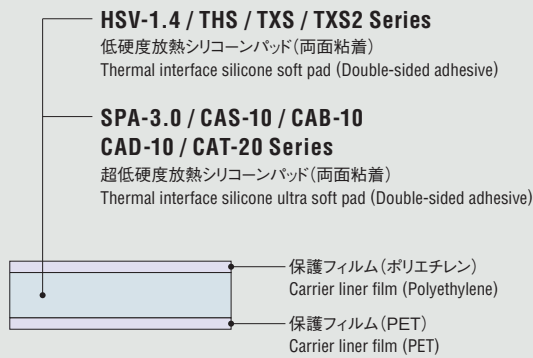 HSV-1.4 / THS / TXS / TXS2 Series
低硬度放熱シリコーンパッド（両面粘着）
Thermal interface silicone soft pad (Double-sided adhesive)
SPA-3.0 / CAS-10 / CAB-10
CAD-10 / CAT-20 Series
超低硬度放熱シリコーンパッド（両面粘着）
Thermal interface silicone ultra soft pad (Double-sided adhesive)
保護フィルム（ポリエチレン）
Carrier liner film (Polyethylene)
保護フィルム（PET）
Carrier liner film (PET)